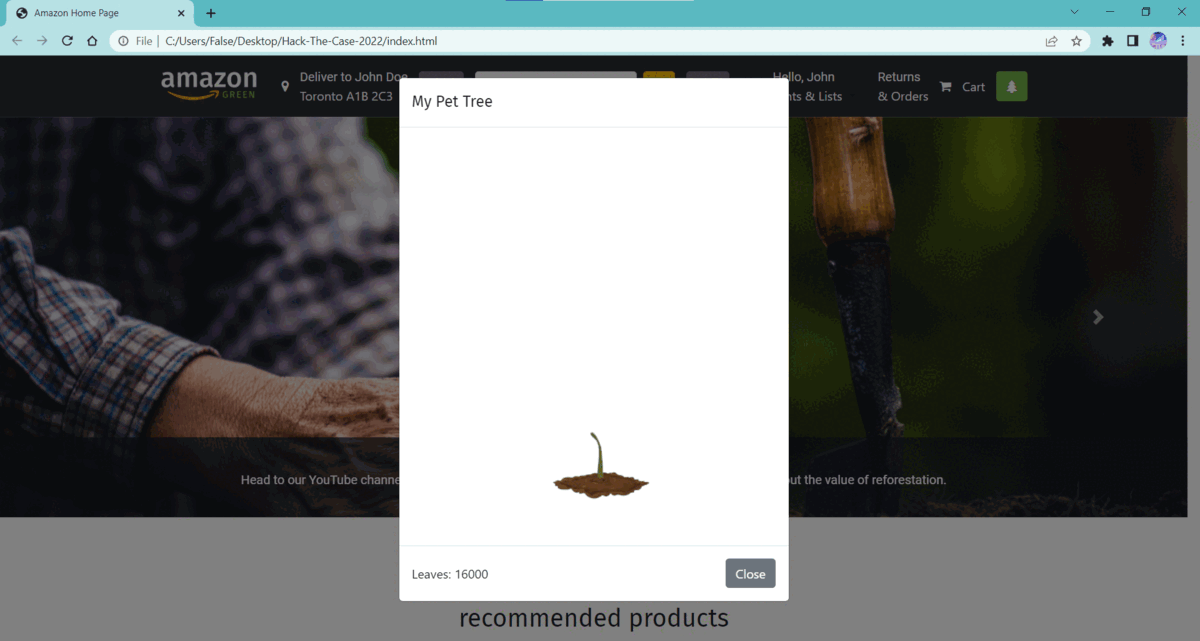 Amazon Home Page
File
C:/Users/False/Desktop/Hack-The-Case-2022/index.html
amazon
GREEN
Deliver to John Doe
Toronto A1B 2C3
Hello, John
nts & Lists
Returns
& Orders
Cart
My Pet Tree
Head to our YouTube channe
ut the value of reforestation.
Leaves: 16000
Close
recommended products